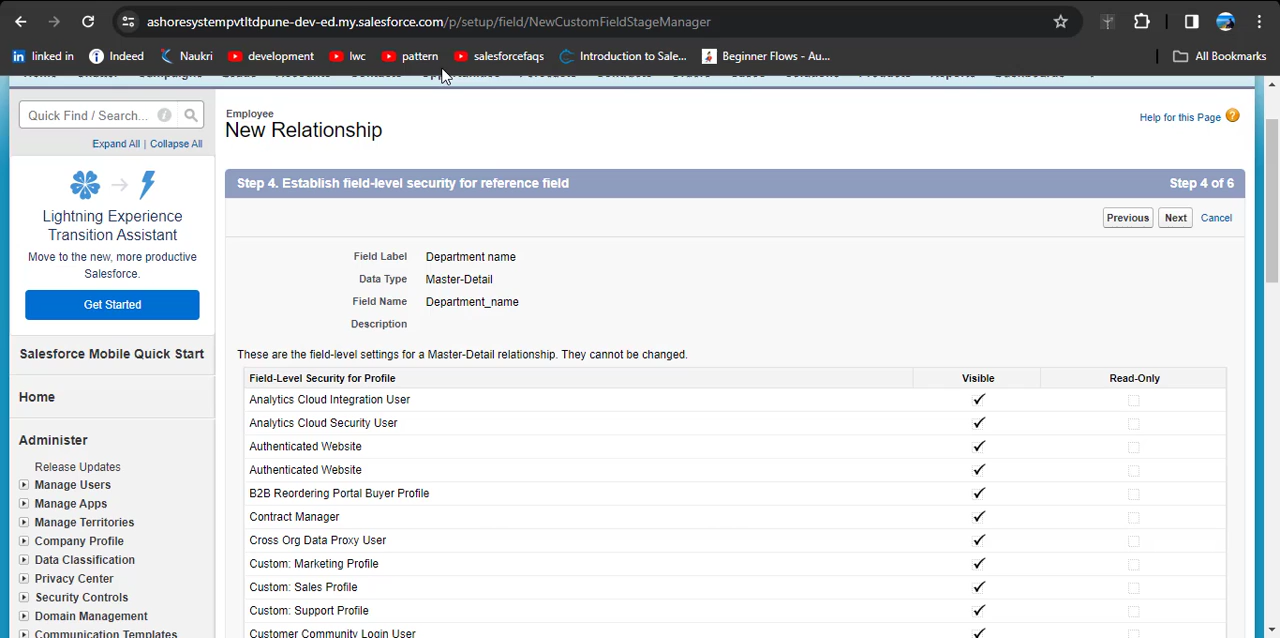 ashoresystempvtltdpune-dev-ed.my.salesforce.com/p/setup/field/NewCustomFieldStageManager
linked in Indeed Naukri development lwc pattern salesforcefaqs Introduction to Sale... Beginner Flows - Au... All Bookmarks
Quick Find / Search...
Expand All | Collapse All
Lightning Experience
Transition Assistant
Move to the new, more productive
Salesforce.
Get Started
Salesforce Mobile Quick Start
Home
Administer
Release Updates
Manage Users
Manage Apps
Manage Territories
Company Profile
Data Classification
Privacy Center
Security Controls
Domain Management
Communication Templates
Employee
New Relationship
Help for this Page ?
Step 4. Establish field-level security for reference field Step 4 of 6
Previous Next Cancel
Field Label Department name
Data Type Master-Detail
Field Name Department_name
Description
These are the field-level settings for a Master-Detail relationship. They cannot be changed.
Field-Level Security for Profile Visible Read-Only
Analytics Cloud Integration User
Analytics Cloud Security User
Authenticated Website
Authenticated Website
B2B Reordering Portal Buyer Profile
Contract Manager
Cross Org Data Proxy User
Custom: Marketing Profile
Custom: Sales Profile
Custom: Support Profile
Customer Community Login User